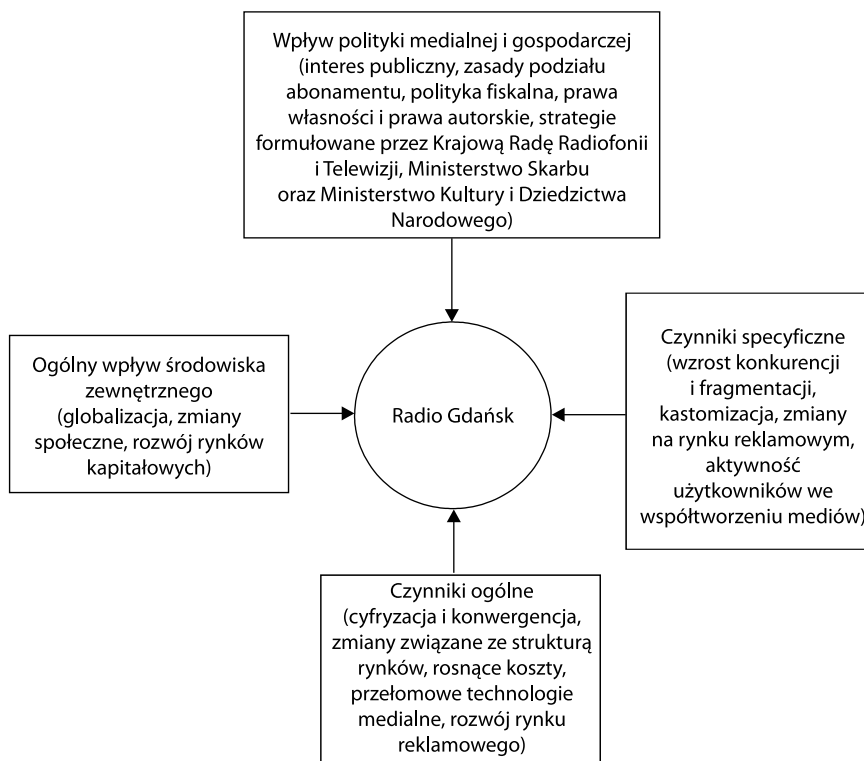 Wpływ polityki medialnej i gospodarczej
(interes publiczny, zasady podziału
abonamentu, polityka fiskalna, prawa
własności i prawa autorskie, strategie
formułowane przez Krajową Radę Radiofonii
i Telewizji, Ministerstwo Skarbu
oraz Ministerstwo Kultury i Dziedzictwa
Narodowego)
Ogólny wpływ środowiska
zewnętrznego
(globalizacja, zmiany
społeczne, rozwój rynków
kapitałowych)
Radio Gdańsk
Czynniki specyficzne
(wzrost konkurencji
i fragmentacji,
kastomizacja, zmiany
na rynku reklamowym,
aktywność
użytkowników we
współtworzeniu mediów)
Czynniki ogólne
(cyfryzacja i konwergencja,
zmiany związane ze strukturą
rynków, rosnące koszty,
przełomowe technologie
medialne, rozwój rynku
reklamowego)